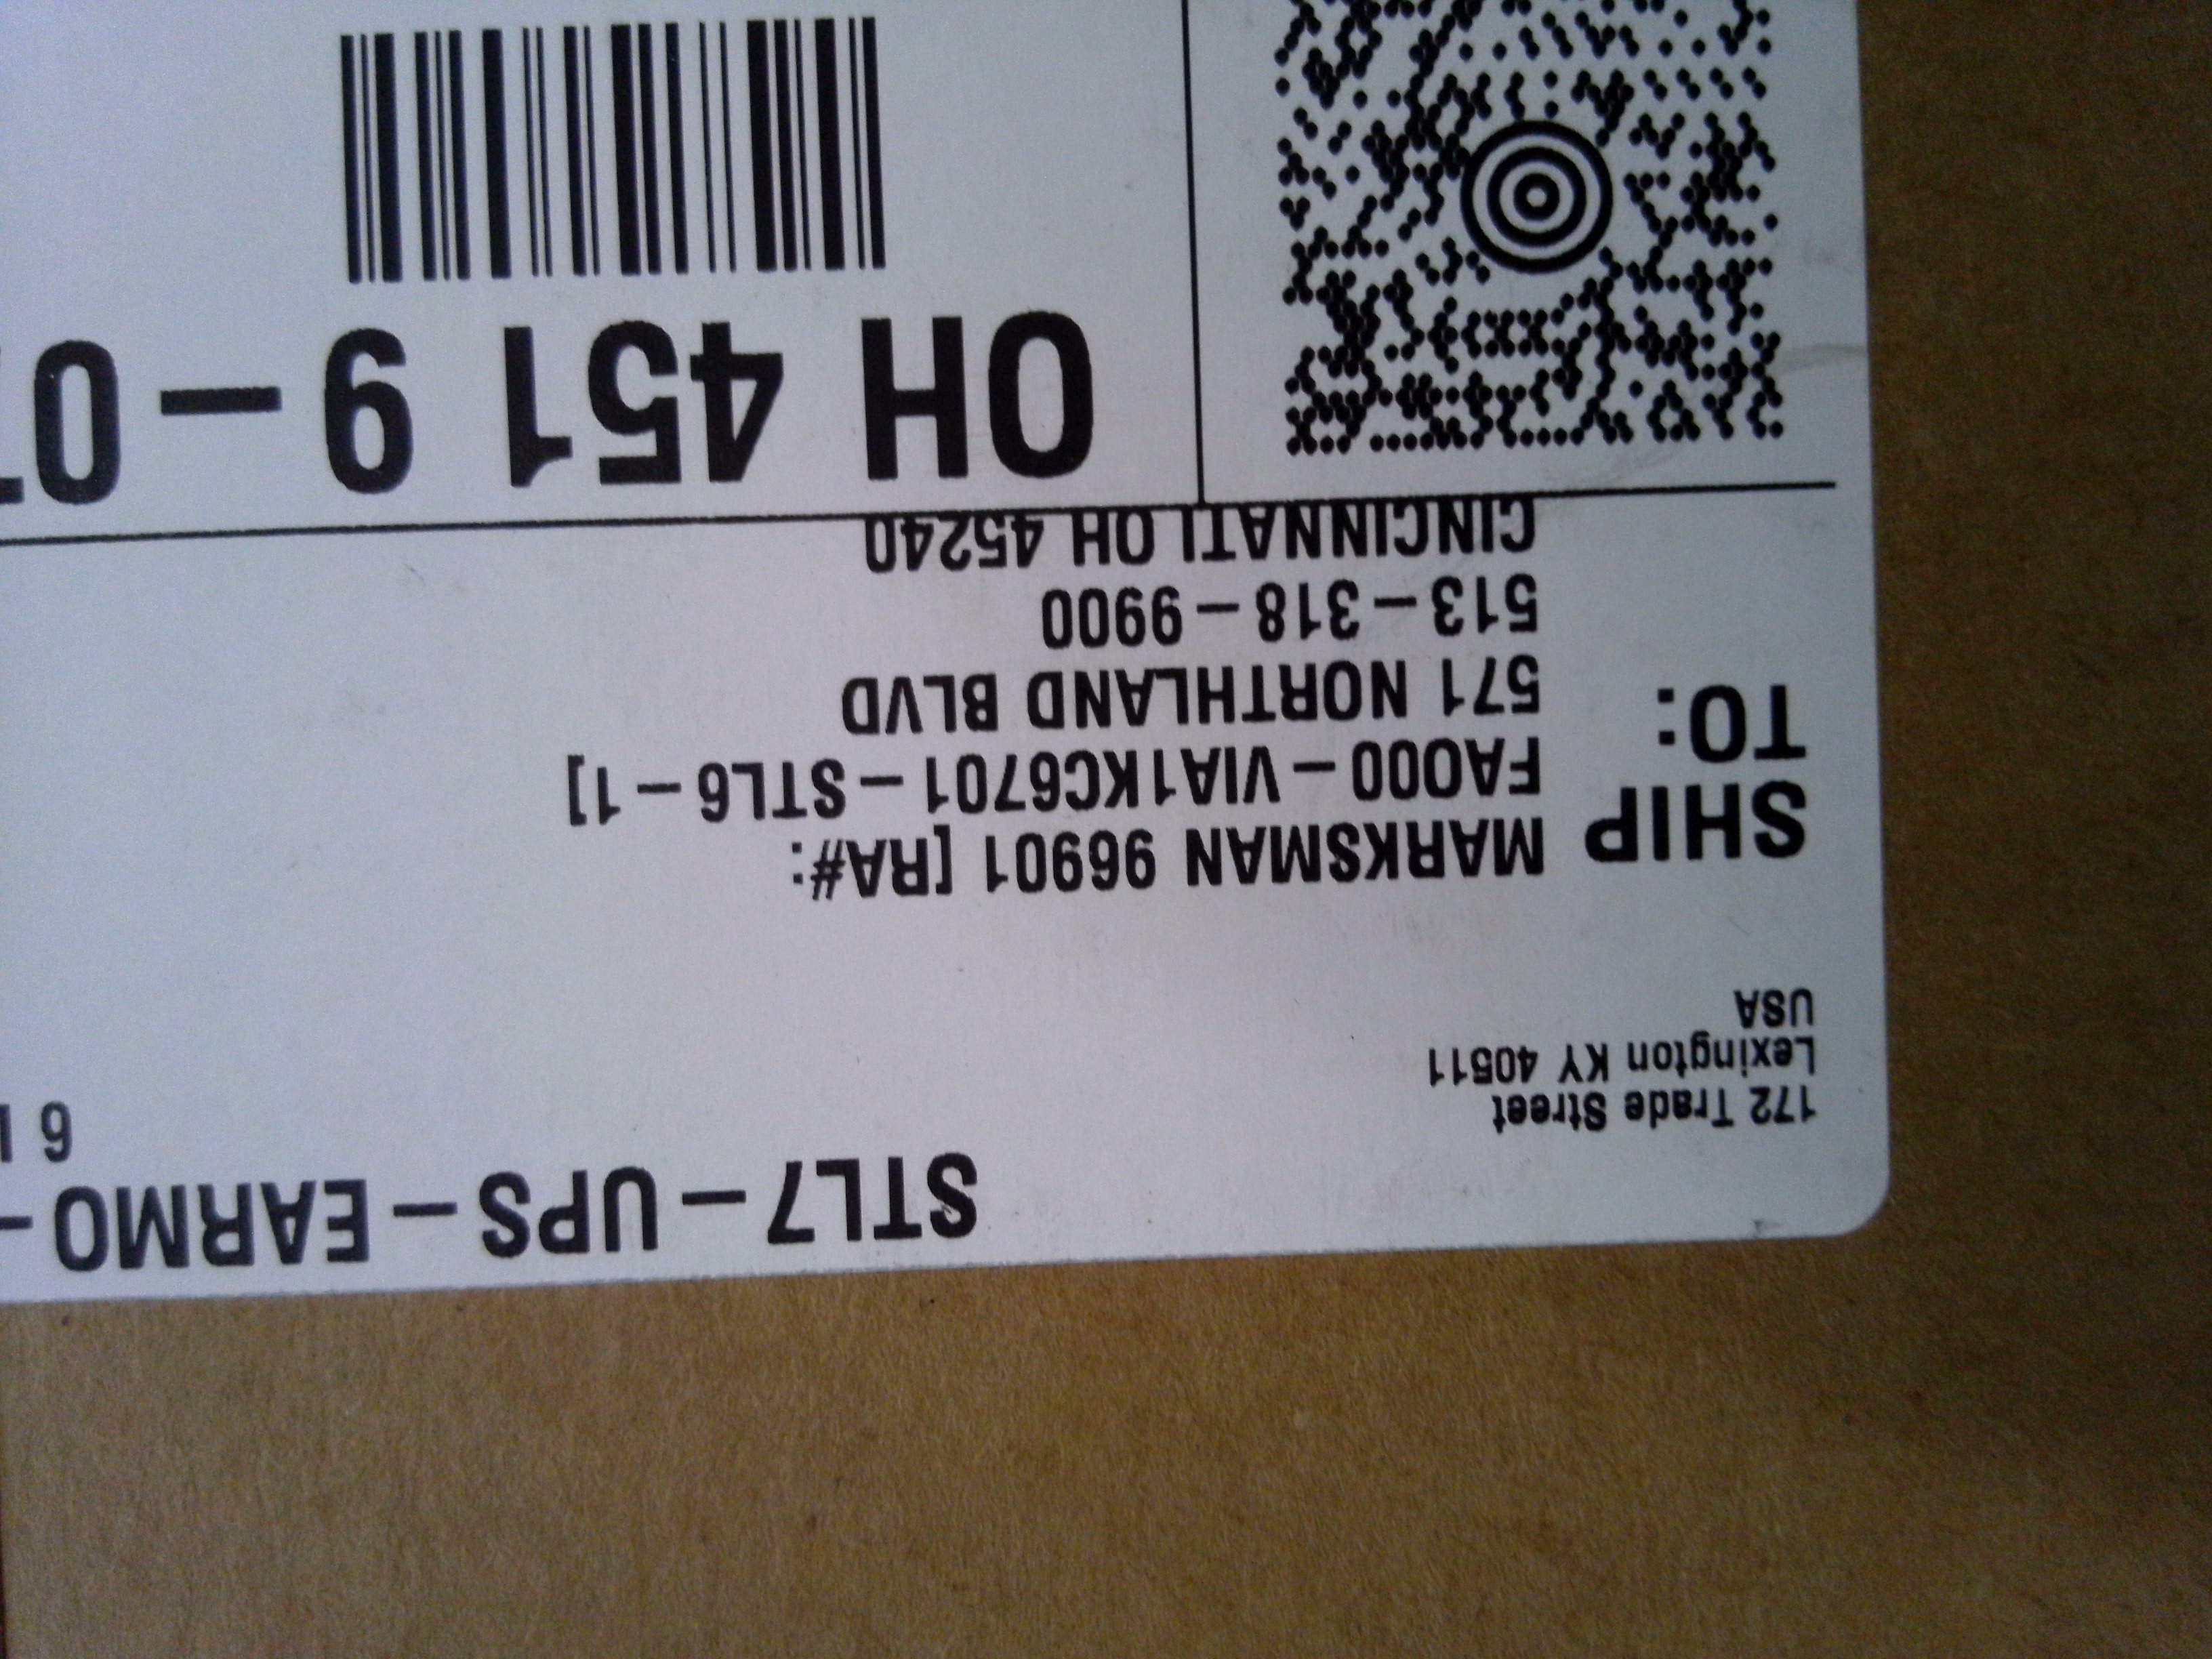 STL7-UPS-EARMO-
172 Trade Street
Lexington KY 40511
USA
SHIP
TO:
MARKSMAN 96901 [RA#:
FAO00-VIA1KC6701-STL6-1]
571 NORTHLAND BLVD
513-318-9900
CINCINNATI OH 45240
OH 451 9-0